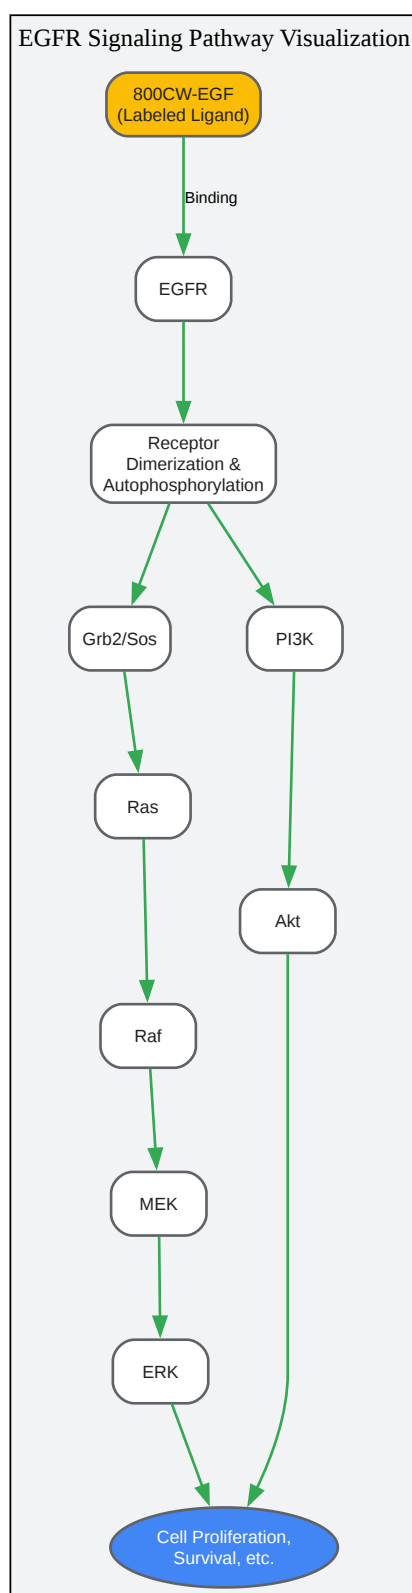 EGFR Signaling Pathway Visualization
800CW-EGF
(Labeled Ligand)
Binding
EGFR
Receptor
Dimerization &
Autophosphorylation
Grb2/Sos
PI3K
Ras
Akt
Raf
MEK
ERK
Cell Proliferation,
Survival, etc.